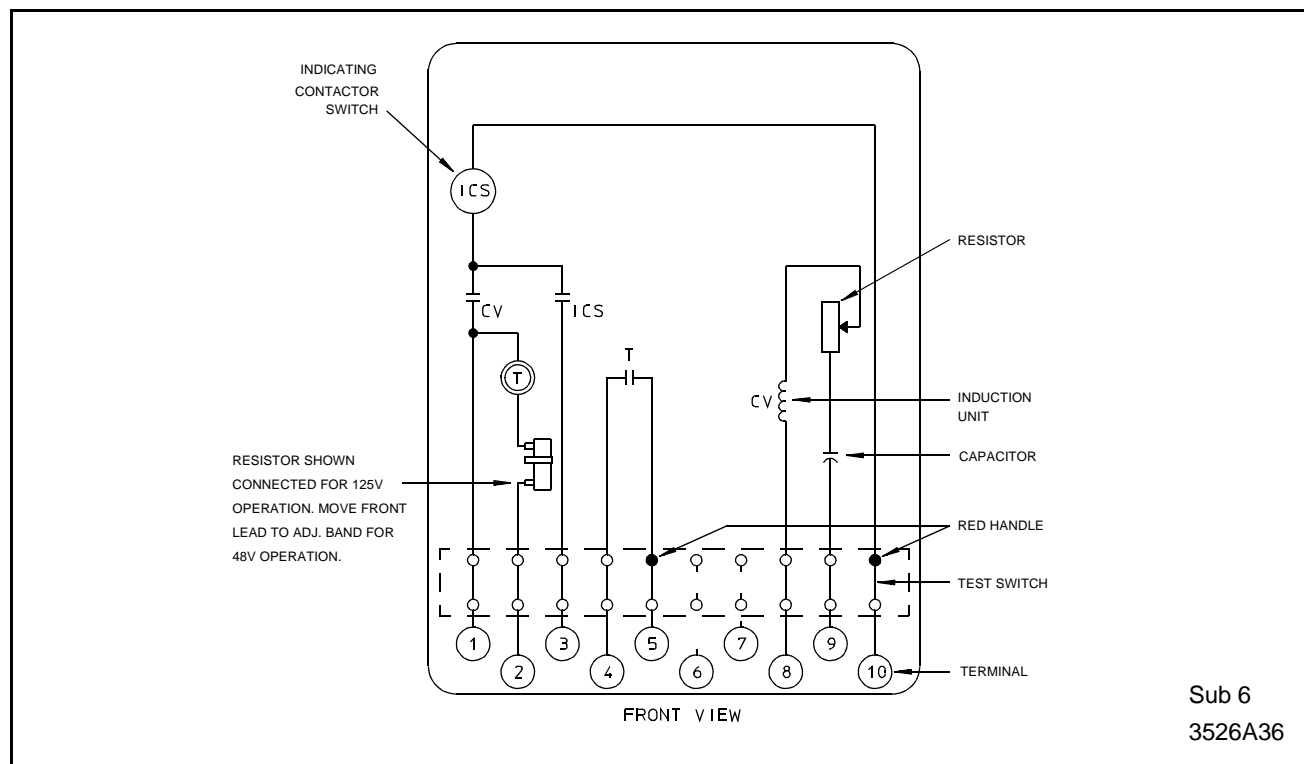 INDICATING
CONTACTOR
SWITCH
ICS
RESISTOR
CV
ICS
T
T
CV
INDUCTION
UNIT
CAPACITOR
RESISTOR SHOWN
CONNECTED FOR 125V
OPERATION. MOVE FRONT
LEAD TO ADJ. BAND FOR
48V OPERATION.
RED HANDLE
TEST SWITCH
1
2
3
4
5
6
7
8
9
10
TERMINAL
FRONT VIEW
Sub 6
3526A36